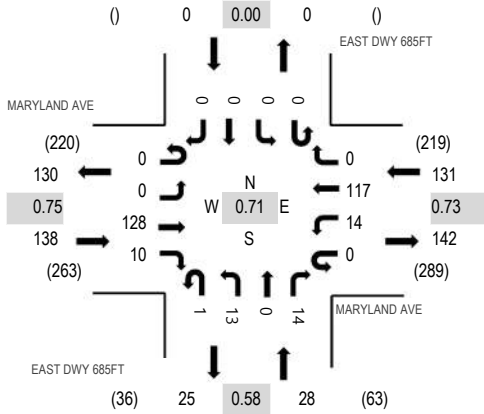 () 0 0.00 0 ()
EAST DWY 685FT
MARYLAND AVE
0 0 0 0
(220) (219)
130 0 0 131
0 N 117
0.75 W 0.71 E 0.73
128 S 14
138 10 0 142
(263) (289)
1 13 0 14
MARYLAND AVE
EAST DWY 685FT
(36) 25 0.58 28 (63)